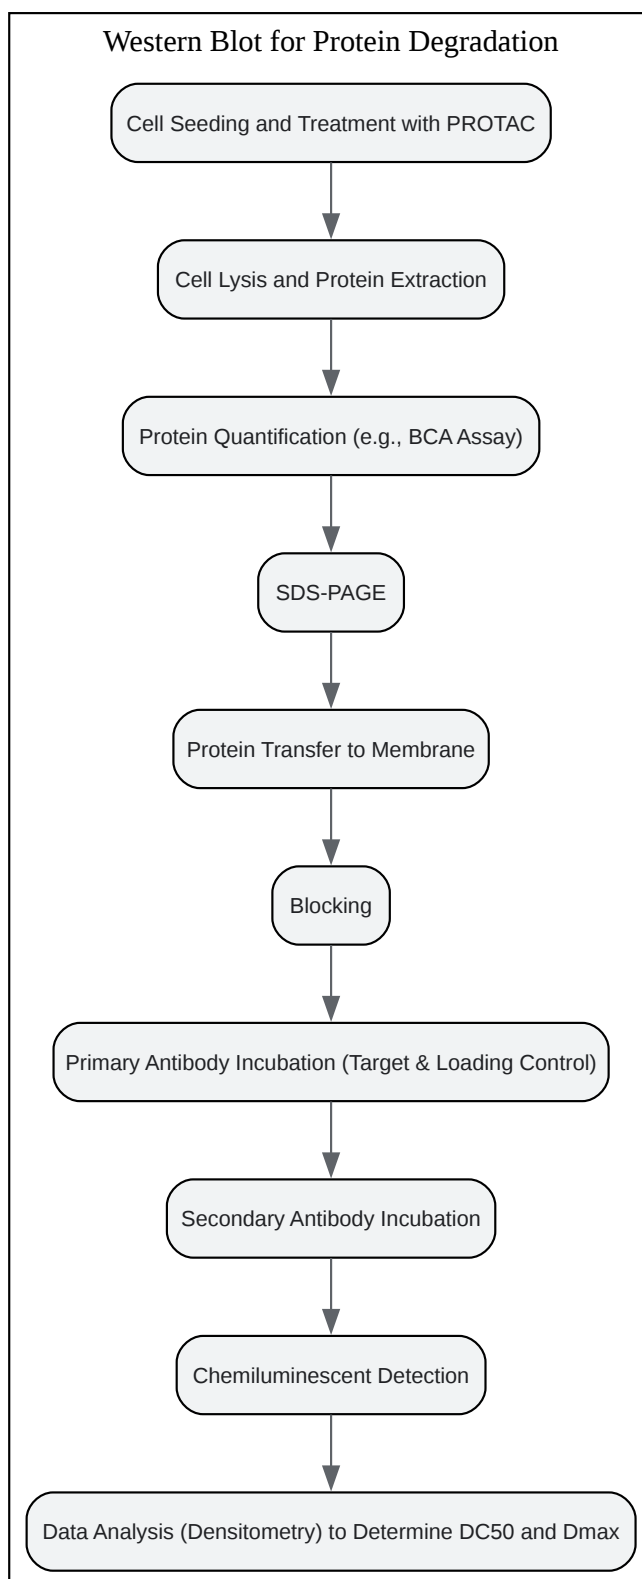 Western Blot for Protein Degradation
Cell Seeding and Treatment with PROTAC
Cell Lysis and Protein Extraction
Protein Quantification (e.g., BCA Assay)
SDS-PAGE
Protein Transfer to Membrane
Blocking
Primary Antibody Incubation (Target & Loading Control)
Secondary Antibody Incubation
Chemiluminescent Detection
Data Analysis (Densitometry) to Determine DC50 and Dmax